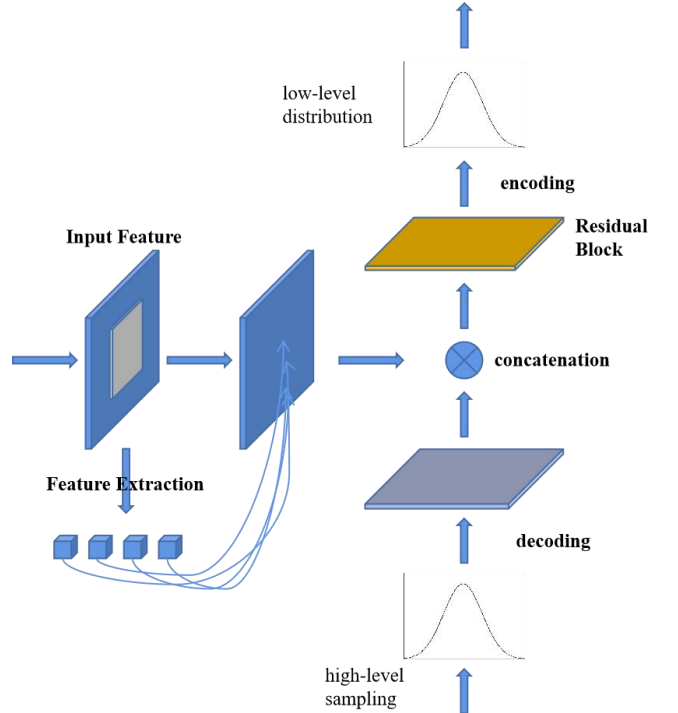 low-level
distribution
encoding
Input Feature
Residual
Block
concatenation
Feature Extraction
decoding
high-level
sampling